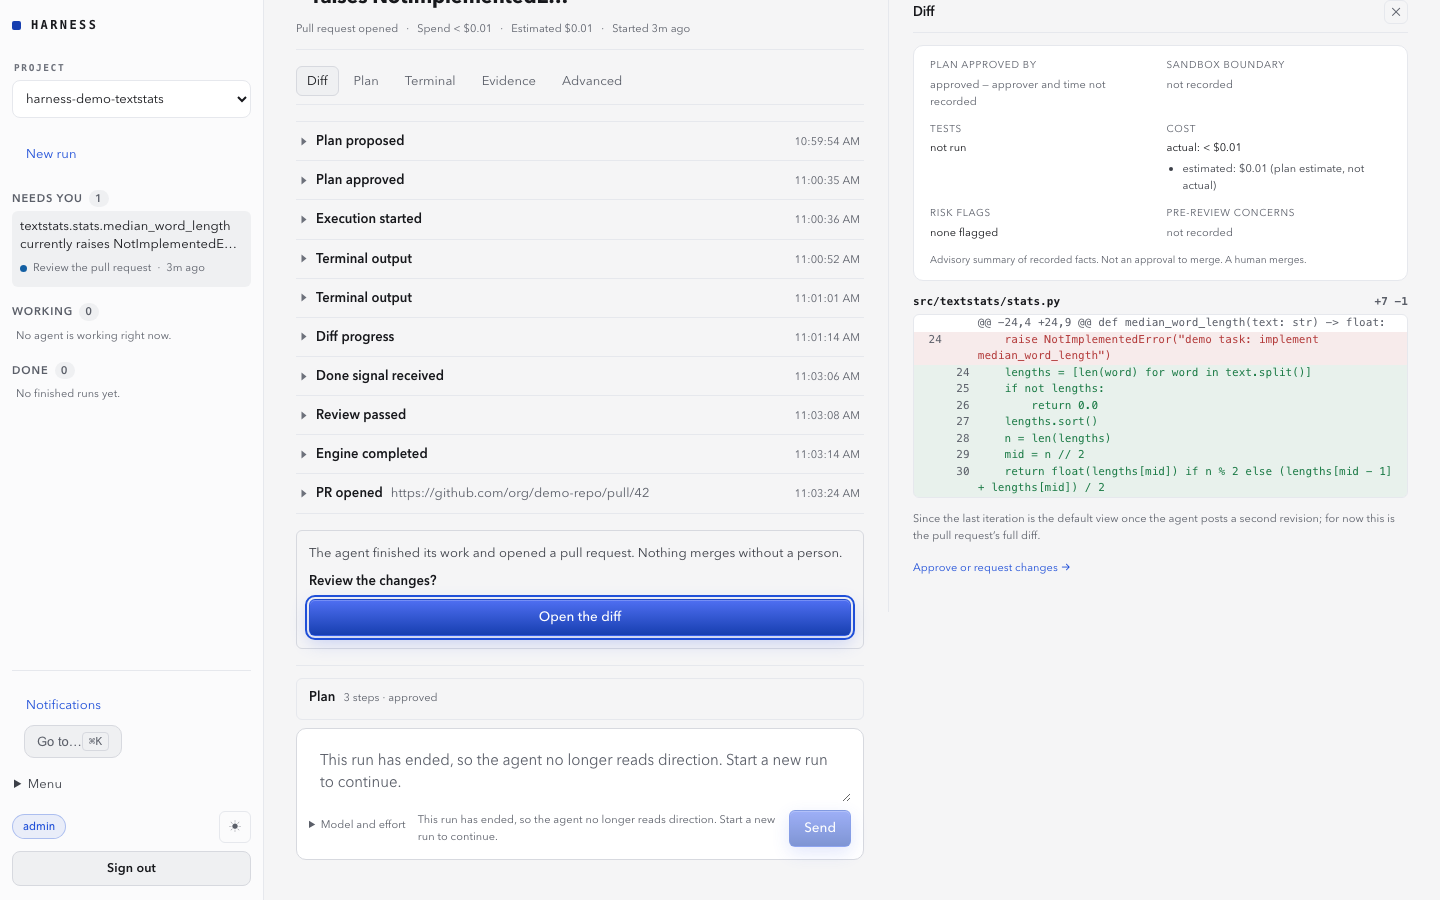 HARNESS
PROJECT
harness-demo-textstats
New run
NEEDS YOU 1
textstats.stats.median_word_length
currently raises NotImplementedE…
Review the pull request · 3m ago
WORKING 0
No agent is working right now.
DONE 0
No finished runs yet.
Notifications
Go to… ⌘K
Menu
admin
Sign out
raises NotImplementedE…
Pull request opened · Spend < $0.01 · Estimated $0.01 · Started 3m ago
Diff Plan Terminal Evidence Advanced
Plan proposed 10:59:54 AM
Plan approved 11:00:35 AM
Execution started 11:00:36 AM
Terminal output 11:00:52 AM
Terminal output 11:01:01 AM
Diff progress 11:01:14 AM
Done signal received 11:03:06 AM
Review passed 11:03:08 AM
Engine completed 11:03:14 AM
PR opened https://github.com/org/demo-repo/pull/42 11:03:24 AM
The agent finished its work and opened a pull request. Nothing merges without a person.
Review the changes?
Open the diff
Plan 3 steps · approved
This run has ended, so the agent no longer reads direction. Start a new run
to continue.
Model and effort
This run has ended, so the agent no longer reads direction. Start a new
run to continue.
Send
Diff
PLAN APPROVED BY
approved — approver and time not
recorded
SANDBOX BOUNDARY
not recorded
TESTS
not run
COST
actual: < $0.01
• estimated: $0.01 (plan estimate, not
actual)
RISK FLAGS
none flagged
PRE-REVIEW CONCERNS
not recorded
Advisory summary of recorded facts. Not an approval to merge. A human merges.
src/textstats/stats.py +7 −1
@@ −24,4 +24,9 @@ def median_word_length(text: str) −> float:
24 raise NotImplementedError("demo task: implement
median_word_length")
24 lengths = [len(word) for word in text.split()]
25 if not lengths:
26 return 0.0
27 lengths.sort()
28 n = len(lengths)
29 mid = n // 2
30 return float(lengths[mid]) if n % 2 else (lengths[mid − 1]
+ lengths[mid]) / 2
Since the last iteration is the default view once the agent posts a second revision; for now this is
the pull request's full diff.
Approve or request changes →